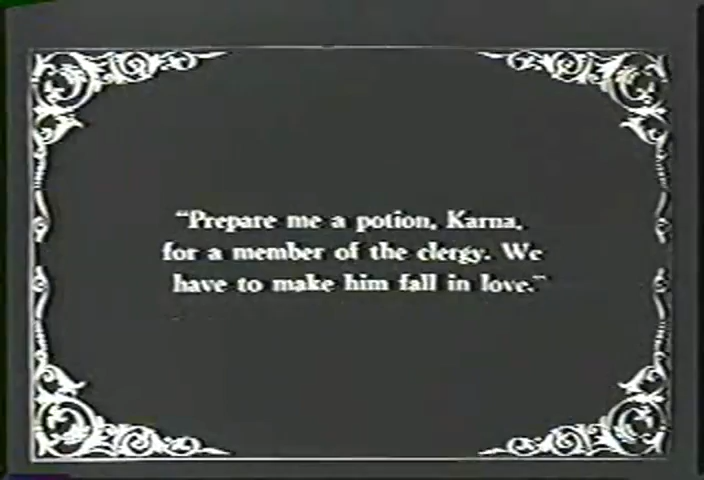 “Prepare me a potion, Karna,
for a member of the clergy. We
have to make him fall in love.”